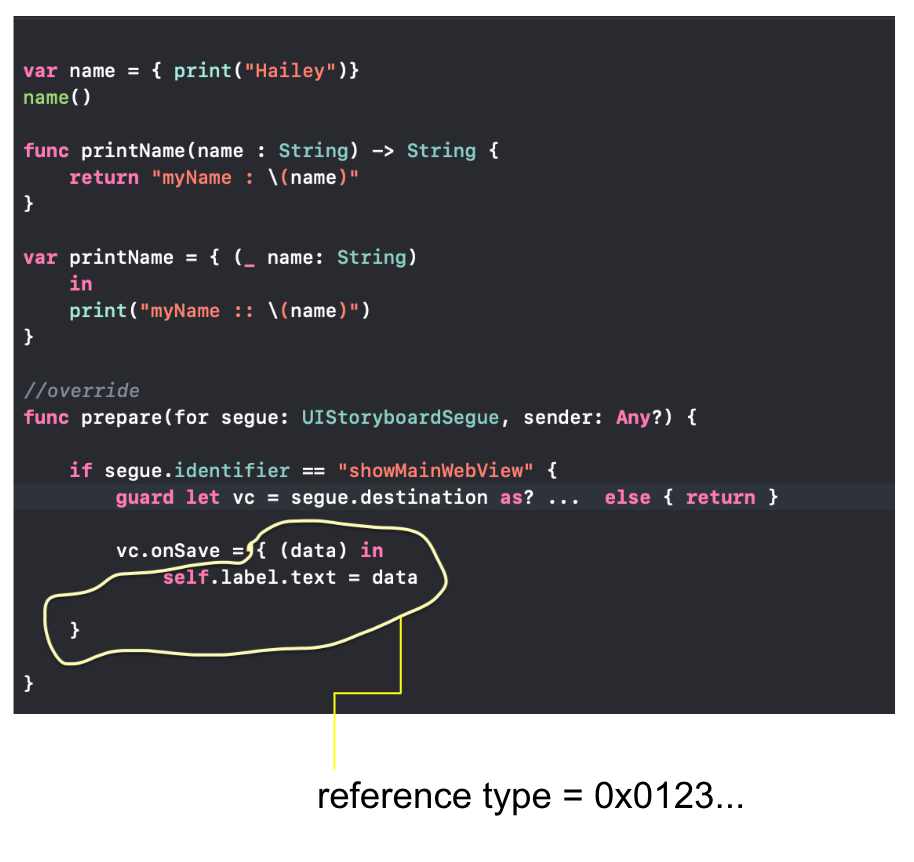 var name = { print("Hailey")}
name()
func printName(name : String) -> String {
return "myName : \(name)"
}
var printName = { (_ name: String)
in
print("myName :: \(name)")
}
//override
func prepare(for segue: UIStoryboardSegue, sender: Any?) {
if segue.identifier == "showMainWebView" {
guard let vc = segue.destination as? ...  else { return }
vc.onSave = { (data) in
self.label.text = data
}
}
reference type = 0x0123...